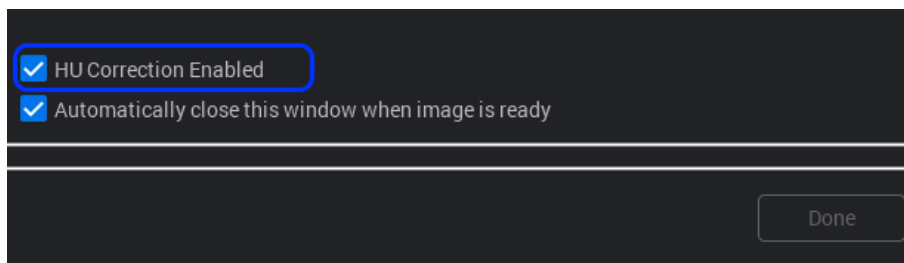 HU Correction Enabled
Automatically close this window when image is ready
Done